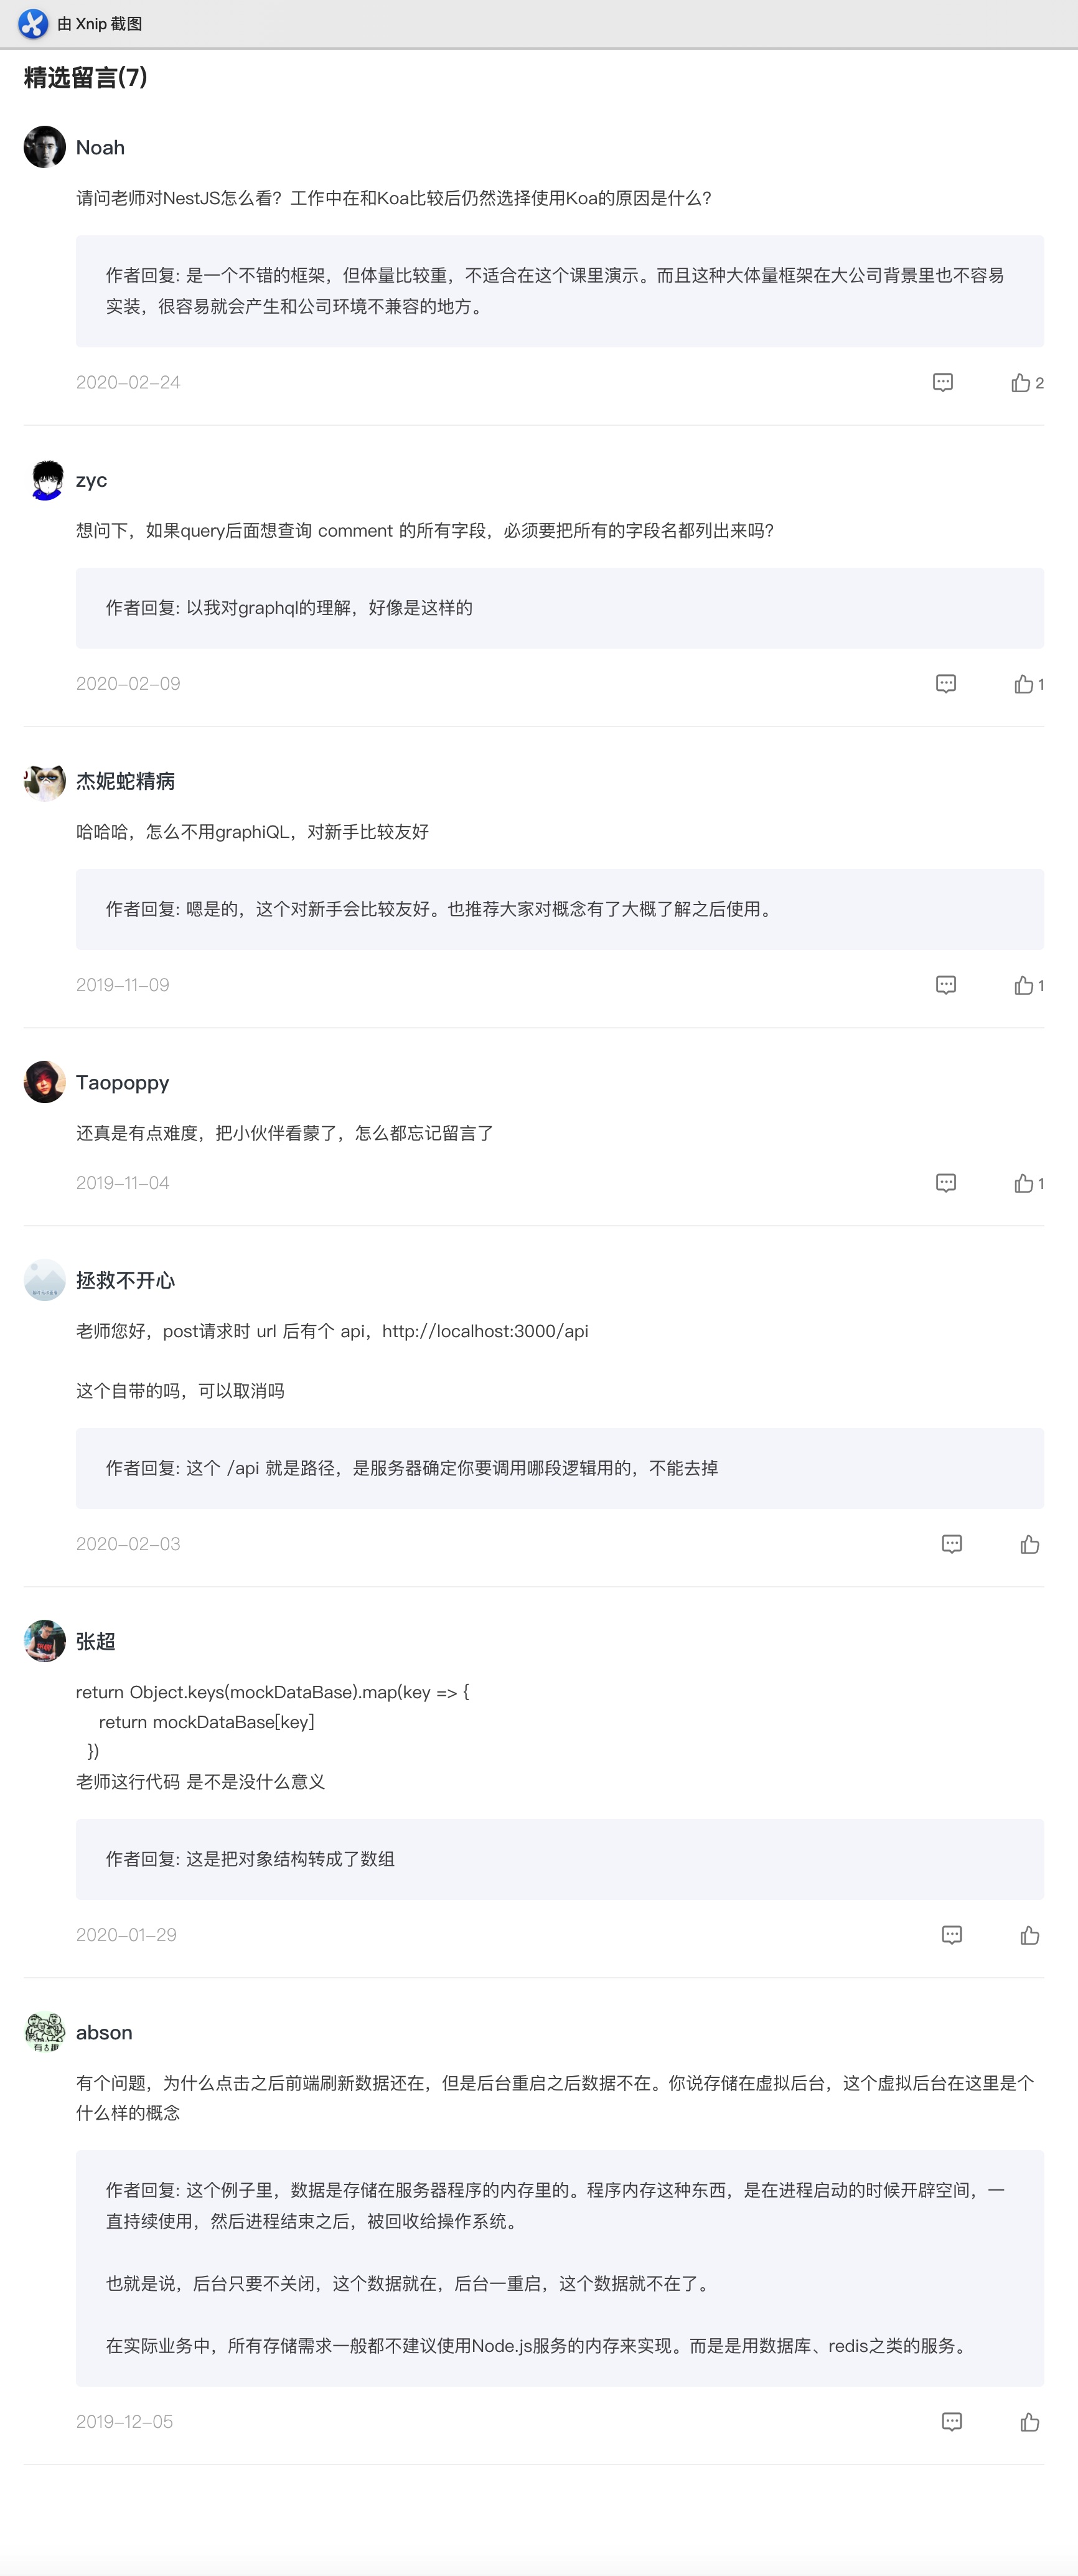 由 Xnip 截图
精选留言(7)
Noah
请问老师对NestJS怎么看？工作中在和Koa比较后仍然选择使用Koa的原因是什么？
作者回复: 是一个不错的框架，但体量比较重，不适合在这个课里演示。而且这种大体量框架在大公司背景里也不容易
实装，很容易就会产生和公司环境不兼容的地方。
2020-02-24
2
zyc
想问下，如果query后面想查询 comment 的所有字段，必须要把所有的字段名都列出来吗?
作者回复: 以我对graphql的理解，好像是这样的
2020-02-09
1
杰妮蛇精病
哈哈哈，怎么不用graphiQL，对新手比较友好
作者回复: 嗯是的，这个对新手会比较友好。也推荐大家对概念有了大概了解之后使用。
2019-11-09
1
Taopoppy
还真是有点难度，把小伙伴看蒙了，怎么都忘记留言了
2019-11-04
1
拯救不开心
老师您好，post请求时 url 后有个 api，http://localhost:3000/api
这个自带的吗，可以取消吗
作者回复: 这个 /api 就是路径，是服务器确定你要调用哪段逻辑用的，不能去掉
2020-02-03
张超
return Object.keys(mockDataBase).map(key => {
return mockDataBase[key]
})
老师这行代码 是不是没什么意义
作者回复: 这是把对象结构转成了数组
2020-01-29
有古趣
abson
有个问题，为什么点击之后前端刷新数据还在，但是后台重启之后数据不在。你说存储在虚拟后台，这个虚拟后台在这里是个
什么样的概念
作者回复: 这个例子里，数据是存储在服务器程序的内存里的。程序内存这种东西，是在进程启动的时候开辟空间，一
直持续使用，然后进程结束之后，被回收给操作系统。
也就是说，后台只要不关闭，这个数据就在，后台一重启，这个数据就不在了。
在实际业务中，所有存储需求一般都不建议使用Node.js服务的内存来实现。而是是用数据库、redis之类的服务。
2019-12-05